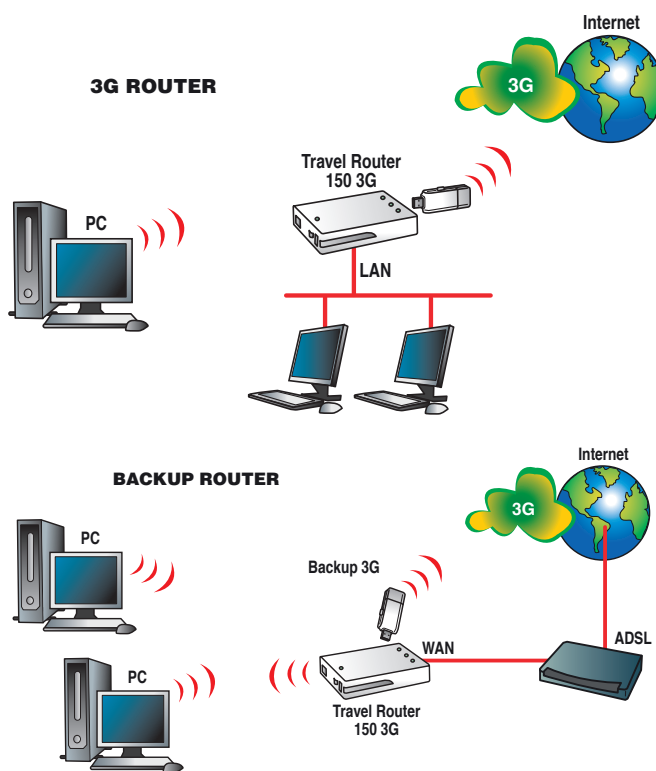 Internet
3G
3G ROUTER
Travel Router
150 3G
PC
LAN
Internet
BACKUP ROUTER
3G
PC
Backup 3G
WAN
ADSL
PC
Travel Router
150 3G